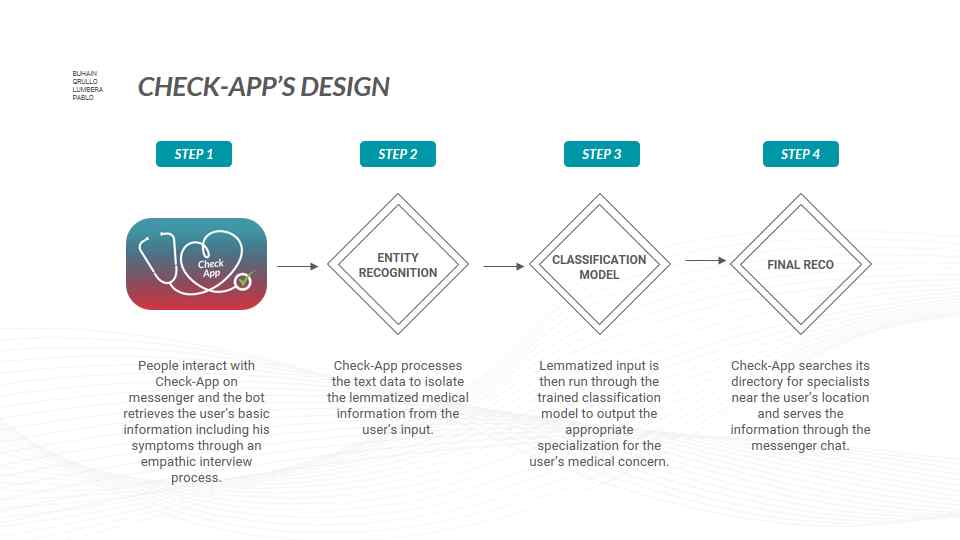 BUHAIN
QRULLO
LUMBERA
PABLO
CHECK-APP'S DESIGN
STEP 1
STEP 2
STEP 3
STEP 4
Check
App
ENTITY
RECOGNITION
CLASSIFICATION
MODEL
FINAL RECO
People interact with
Check-App on
messenger and the bot
retrieves the user's basic
information including his
symptoms through an
empathic interview
process.
Check-App processes
the text data to isolate
the lemmatized medical
information from the
user's input.
Lemmatized input is
then run through the
trained classification
model to output the
appropriate
specialization for the
user's medical concern.
Check-App searches its
directory for specialists
near the user's location
and serves the
information through the
messenger chat.